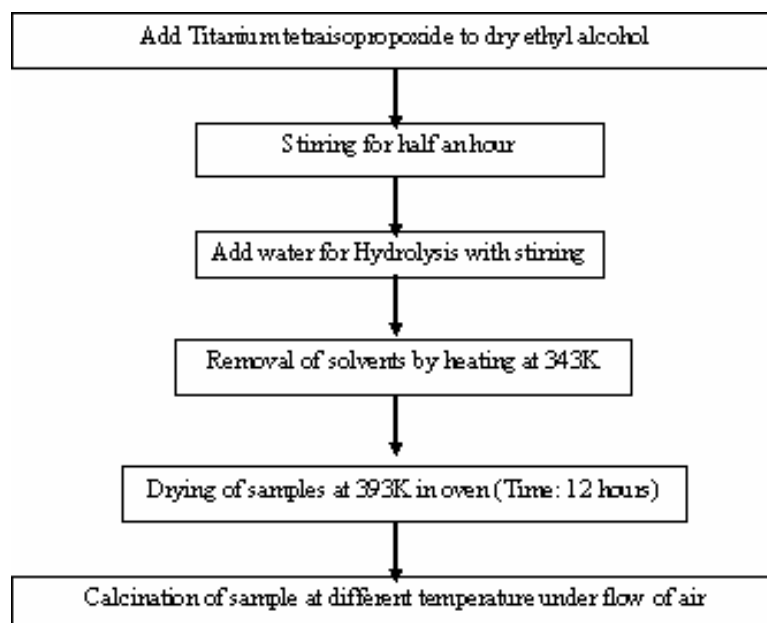 Add Titanium tetraisopropoxide to dry ethyl alcohol
Stirring for half an hour
Add water for Hydrolysis with stirring
Removal of solvents by heating at 343K
Drying of samples at 393K in oven (Time: 12 hours)
Calcination of sample at different temperature under flow of air